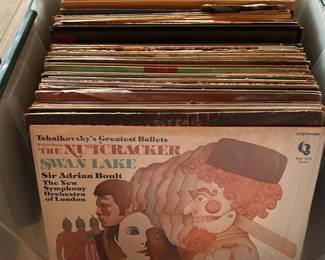 Tchaikovsky's Greatest Ballets
THE NUTCRACKER
SWAN LAKE
Sir Adrian Boult
The New
Symphony
Orchestra
of London
Q